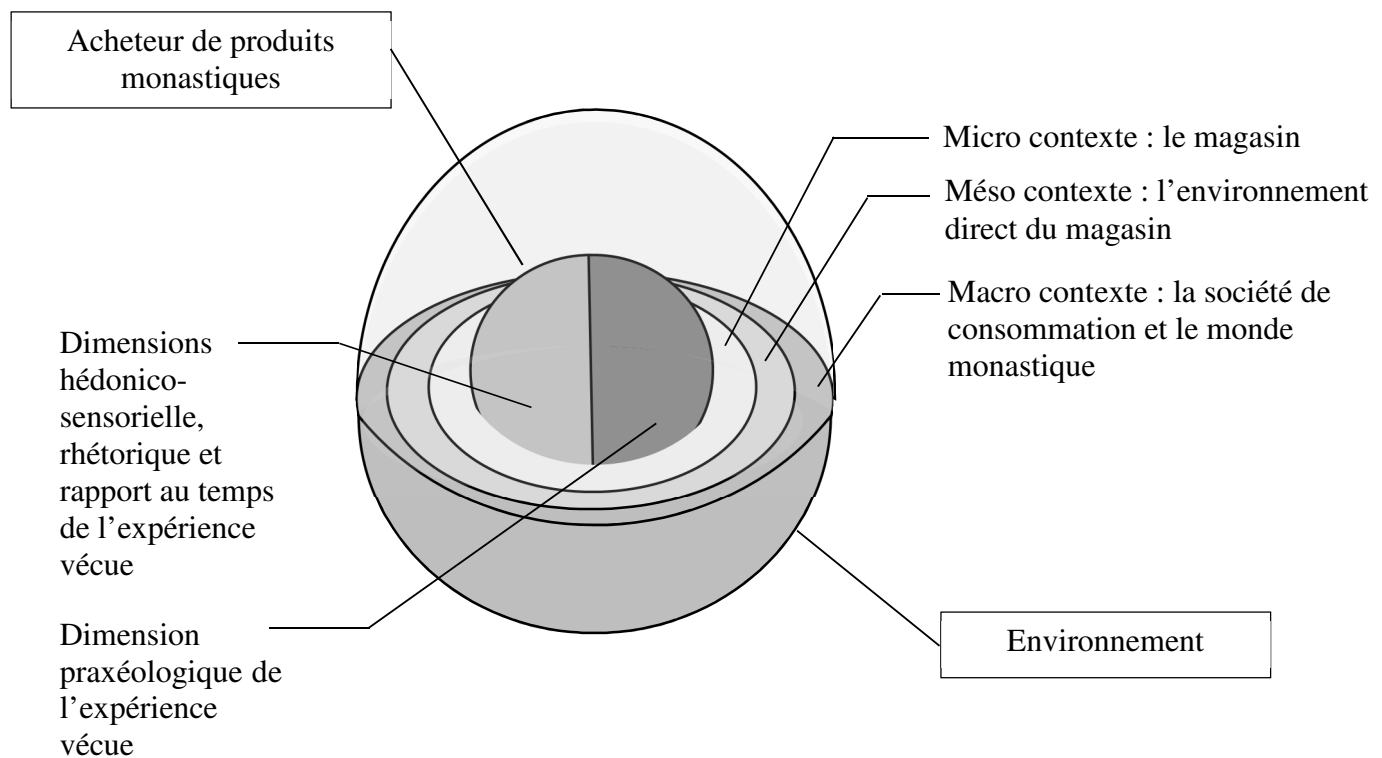 Acheteur de produits
monastiques
Micro contexte : le magasin
Méso contexte : l’environnement
direct du magasin
Macro contexte : la société de
consommation et le monde
monastique
Dimensions
hédonico-
sensorielle,
rhétorique et
rapport au temps
de l’expérience
vécue
Dimension
praxéologique de
l’expérience
vécue
Environnement